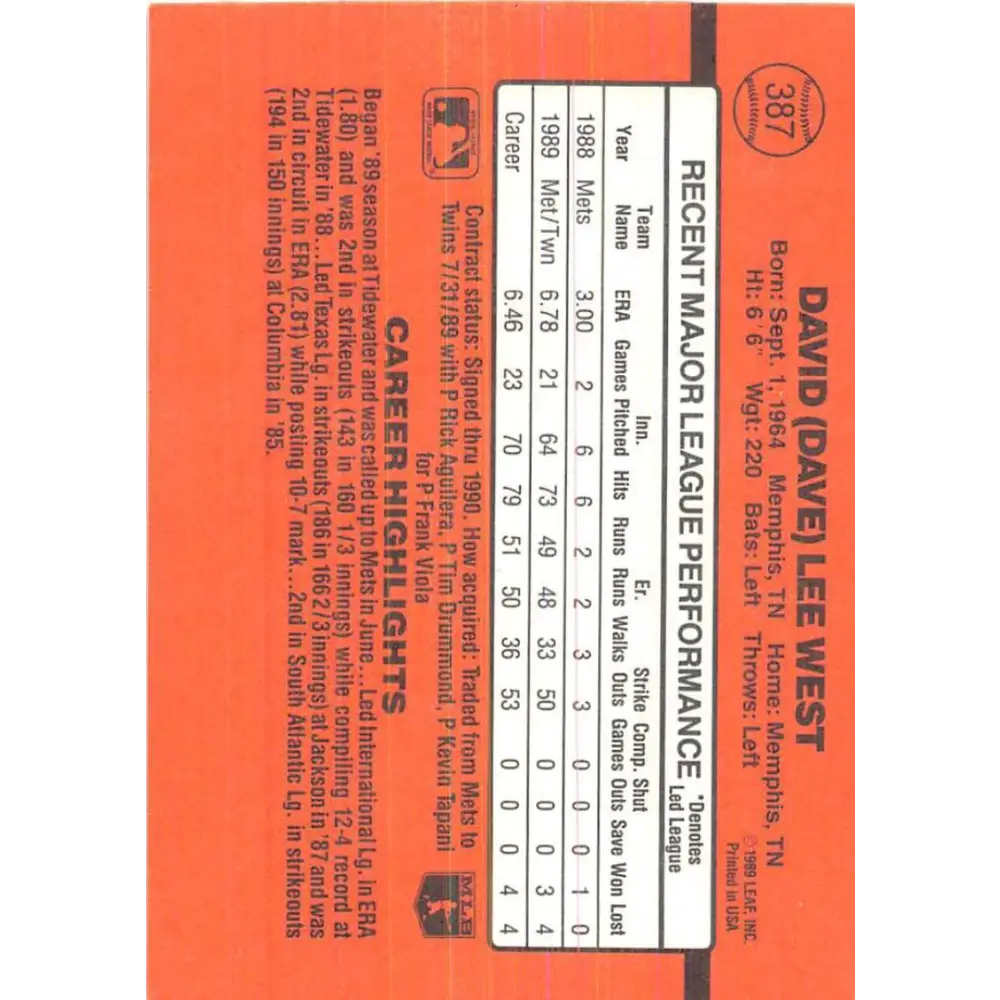 387
DAVID (DAVE) LEE WEST
Born: Sept. 1, 1964 Memphis, TN Home: Memphis, TN
Ht: 6'6" Wgt: 220 Bats: Left Throws: Left
© 1989 LEAF, INC.
Printed in USA
RECENT MAJOR LEAGUE PERFORMANCE *Denotes Led League
Team Inn. Er. Strike Comp. Shut
Year Name ERA Games Pitched Hits Runs Runs Walks Outs Games Outs Save Won Lost
1988 Mets 3.00 2 6 6 2 2 3 3 0 0 0 1 0
1989 Met/Twn 6.78 21 64 73 49 48 33 50 0 0 0 3 4
Career 6.46 23 70 79 51 50 36 53 0 0 0 4 4
Contract status: Signed thru 1990. How acquired: Traded from Mets to
Twins 7/31/89 with P Rick Aguilera, P Tim Drummond, P Kevin Tapani
for P Frank Viola
MLB
CAREER HIGHLIGHTS
Began '89 season at Tidewater and was called up to Mets in June...Led International Lg. in ERA
(1.80) and was 2nd in strikeouts (143 in 160 1/3 innings) while compiling 12-4 record at
Tidewater in '88...Led Texas Lg. in strikeouts (186 in 166 2/3 innings) at Jackson in '87 and was
2nd in circuit in ERA (2.81) while posting 10-7 mark...2nd in South Atlantic Lg. in strikeouts
(194 in 150 innings) at Columbia in '85.